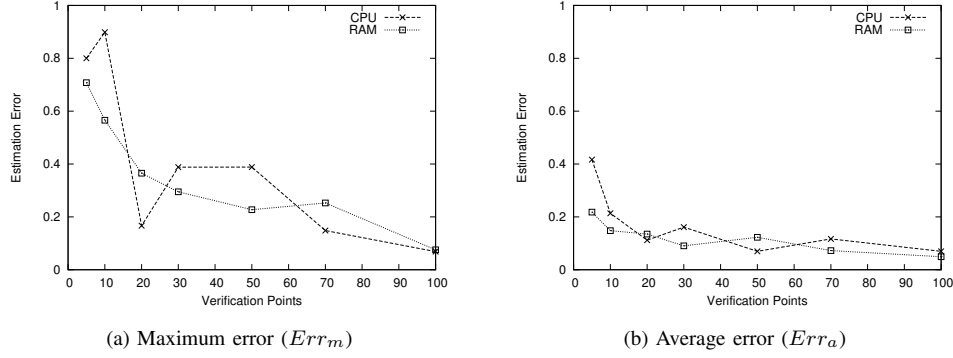 1
0.8
0.6
0.4
0.2
0
0 10 20 30 40 50 60 70 80 90 100
Estimation Error
Verification Points
CPU
RAM
(a) Maximum error (Err_m)
1
0.8
0.6
0.4
0.2
0
0 10 20 30 40 50 60 70 80 90 100
Estimation Error
Verification Points
CPU
RAM
(b) Average error (Err_a)